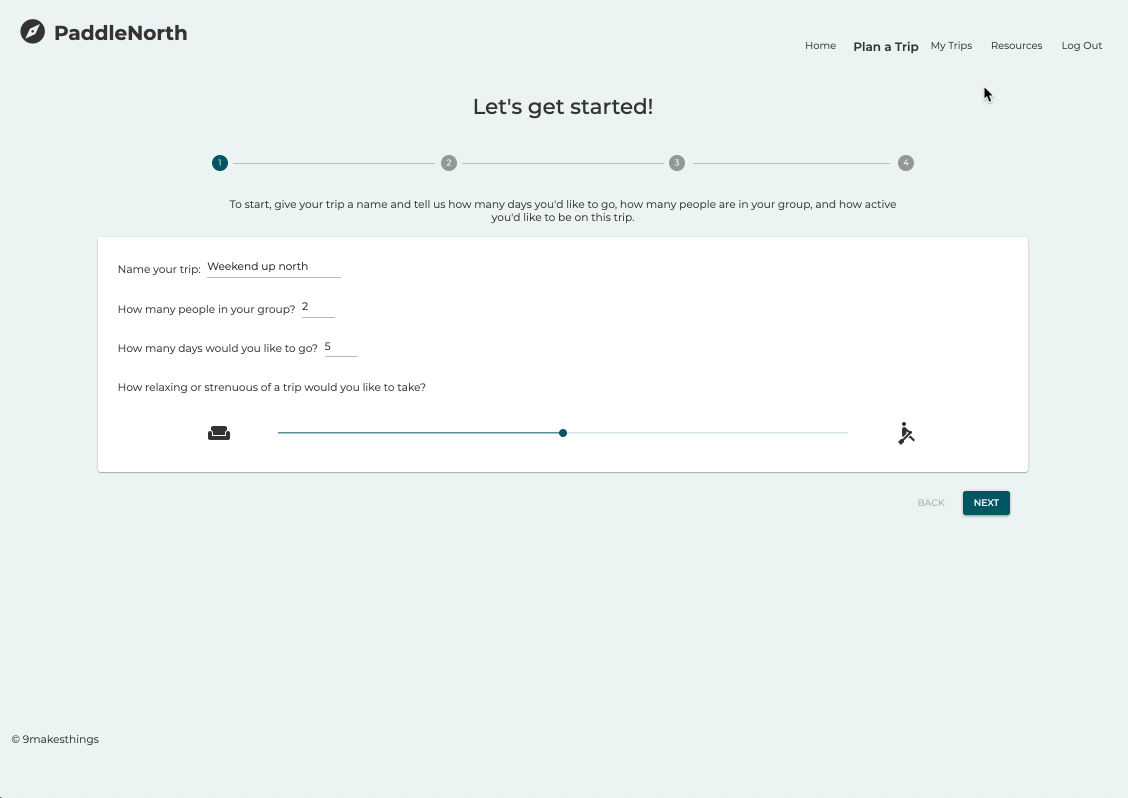 PaddleNorth
Home Plan a Trip My Trips Resources Log Out
Let's get started!
1 2 3 4
To start, give your trip a name and tell us how many days you'd like to go, how many people are in your group, and how active
you'd like to be on this trip.
Name your trip: Weekend up north
How many people in your group? 2
How many days would you like to go? 5
How relaxing or strenuous of a trip would you like to take?
BACK NEXT
© 9makesthings